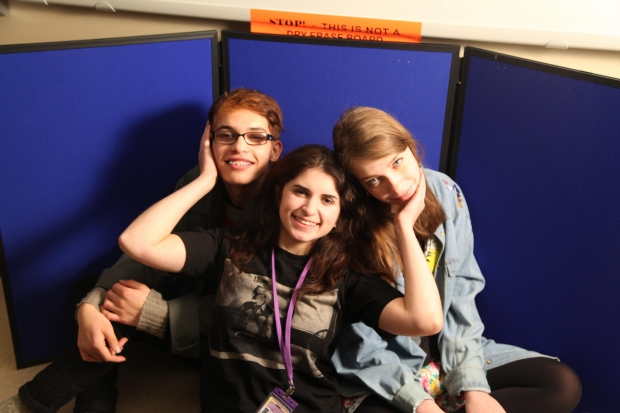 STOP! - THIS IS NOT A
DRY ERASE BOARD